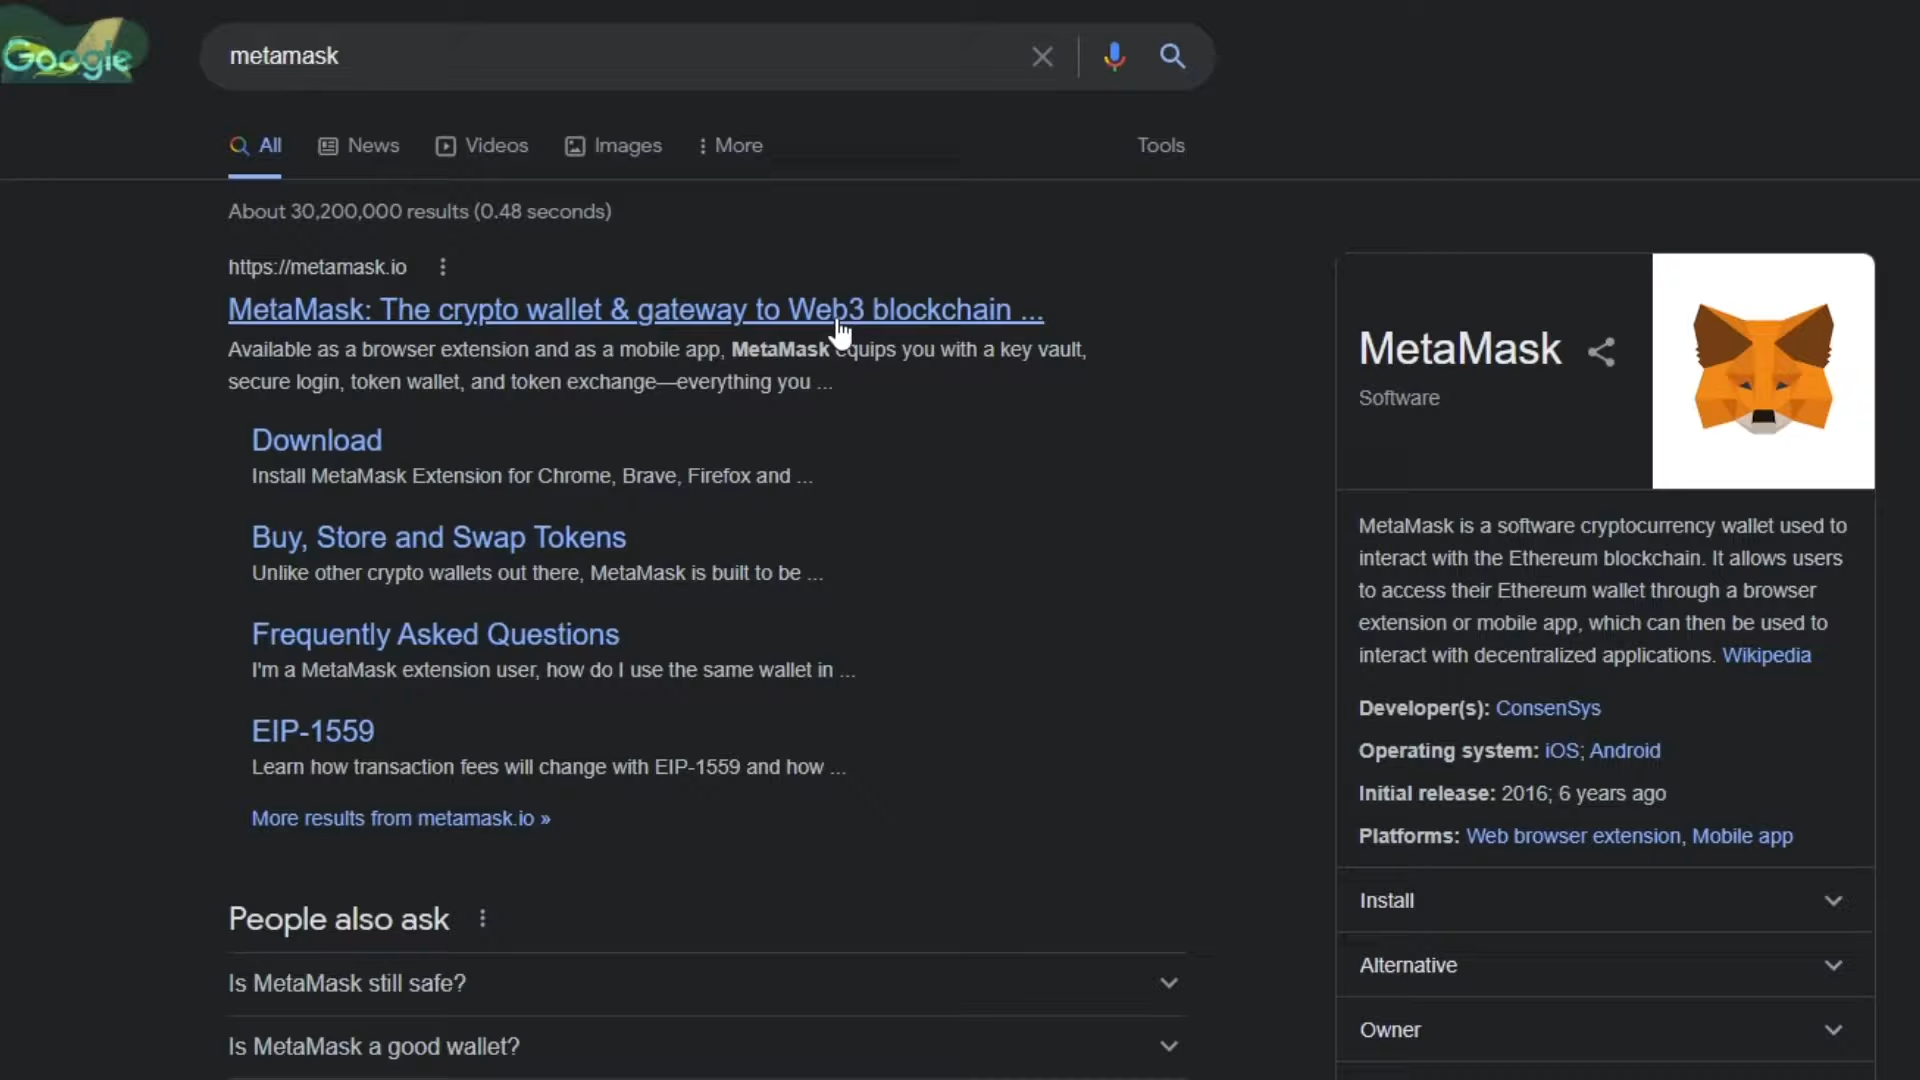 Google
metamask
All
News
Videos
Images
More
Tools
About 30,200,000 results (0.48 seconds)
https://metamask.io
MetaMask: The crypto wallet & gateway to Web3 blockchain ...
Available as a browser extension and as a mobile app, MetaMask equips you with a key vault,
secure login, token wallet, and token exchange—everything you ...
Download
Install MetaMask Extension for Chrome, Brave, Firefox and ...
Buy, Store and Swap Tokens
Unlike other crypto wallets out there, MetaMask is built to be ...
Frequently Asked Questions
I'm a MetaMask extension user, how do I use the same wallet in ...
EIP-1559
Learn how transaction fees will change with EIP-1559 and how ...
More results from metamask.io »
People also ask
Is MetaMask still safe?
Is MetaMask a good wallet?
MetaMask
Software
MetaMask is a software cryptocurrency wallet used to
interact with the Ethereum blockchain. It allows users
to access their Ethereum wallet through a browser
extension or mobile app, which can then be used to
interact with decentralized applications. Wikipedia
Developer(s): ConsenSys
Operating system: iOS; Android
Initial release: 2016; 6 years ago
Platforms: Web browser extension, Mobile app
Install
Alternative
Owner